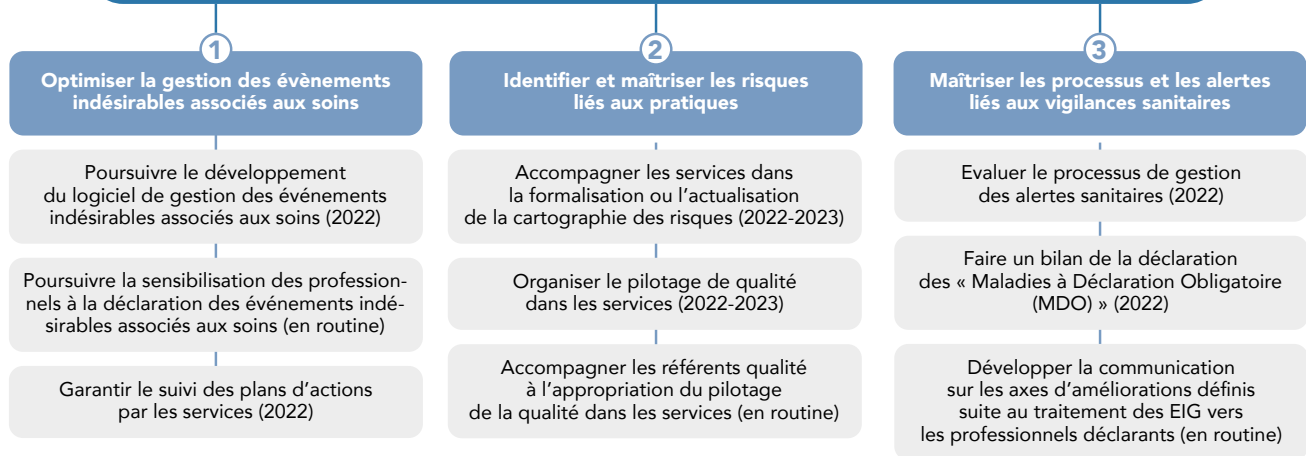 1
Optimiser la gestion des évènements
indésirables associés aux soins
Poursuivre le développement
du logiciel de gestion des événements
indésirables associés aux soins (2022)
Poursuivre la sensibilisation des profession-
nels à la déclaration des événements indé-
sirables associés aux soins (en routine)
Garantir le suivi des plans d'actions
par les services (2022)
2
Identifier et maîtriser les risques
liés aux pratiques
Accompagner les services dans
la formalisation ou l'actualisation
de la cartographie des risques (2022-2023)
Organiser le pilotage de qualité
dans les services (2022-2023)
Accompagner les référents qualité
à l'appropriation du pilotage
de la qualité dans les services (en routine)
3
Maîtriser les processus et les alertes
liés aux vigilances sanitaires
Evaluer le processus de gestion
des alertes sanitaires (2022)
Faire un bilan de la déclaration
des « Maladies à Déclaration Obligatoire
(MDO) » (2022)
Développer la communication
sur les axes d'améliorations définis
suite au traitement des EIG vers
les professionnels déclarants (en routine)